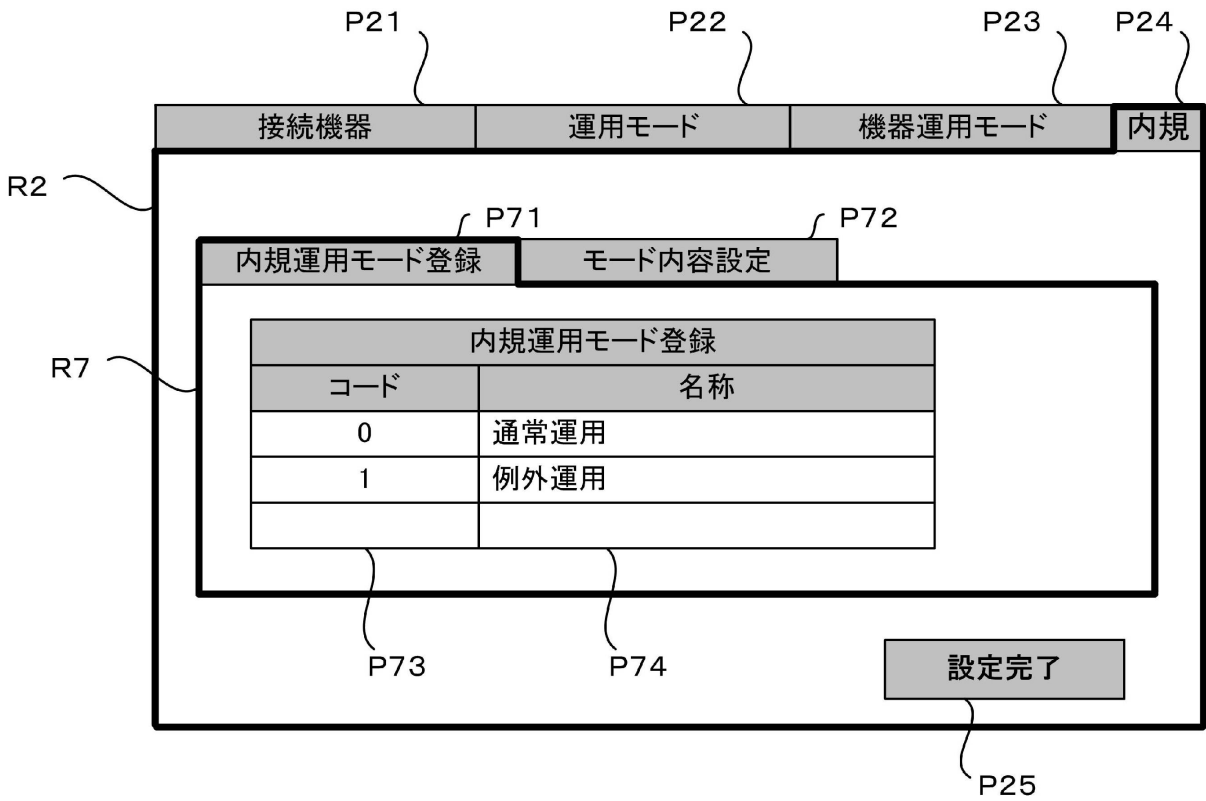 P21 P22 P23 P24
接続機器 運用モード 機器運用モード 内規
R2
P71 P72
内規運用モード登録 モード内容設定
内規運用モード登録
R7
コード 名称
0 通常運用
1 例外運用
P73 P74
設定完了
P25